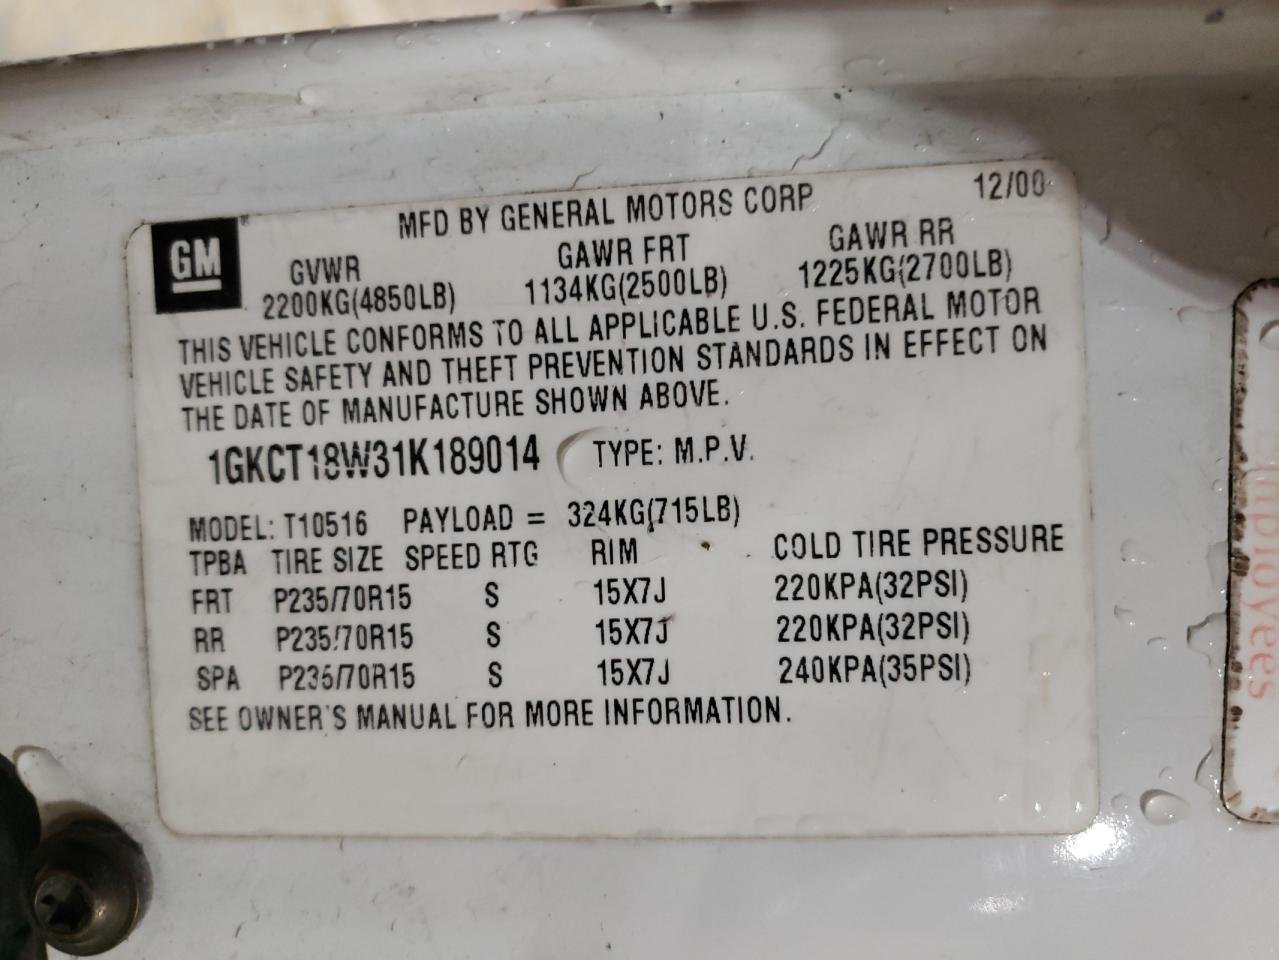 GM
MFD BY GENERAL MOTORS CORP 12/00
GVWR GAWR FRT GAWR RR
2200KG(4850LB) 1134KG(2500LB) 1225KG(2700LB)
THIS VEHICLE CONFORMS TO ALL APPLICABLE U.S. FEDERAL MOTOR
VEHICLE SAFETY AND THEFT PREVENTION STANDARDS IN EFFECT ON
THE DATE OF MANUFACTURE SHOWN ABOVE.
1GKCT18W31K189014 TYPE: M.P.V.
MODEL: T10516 PAYLOAD = 324KG(715LB)
TPBA TIRE SIZE SPEED RTG RIM COLD TIRE PRESSURE
FRT P235/70R15 S 15X7J 220KPA(32PSI)
RR P235/70R15 S 15X7J 220KPA(32PSI)
SPA P235/70R15 S 15X7J 240KPA(35PSI)
SEE OWNER'S MANUAL FOR MORE INFORMATION.